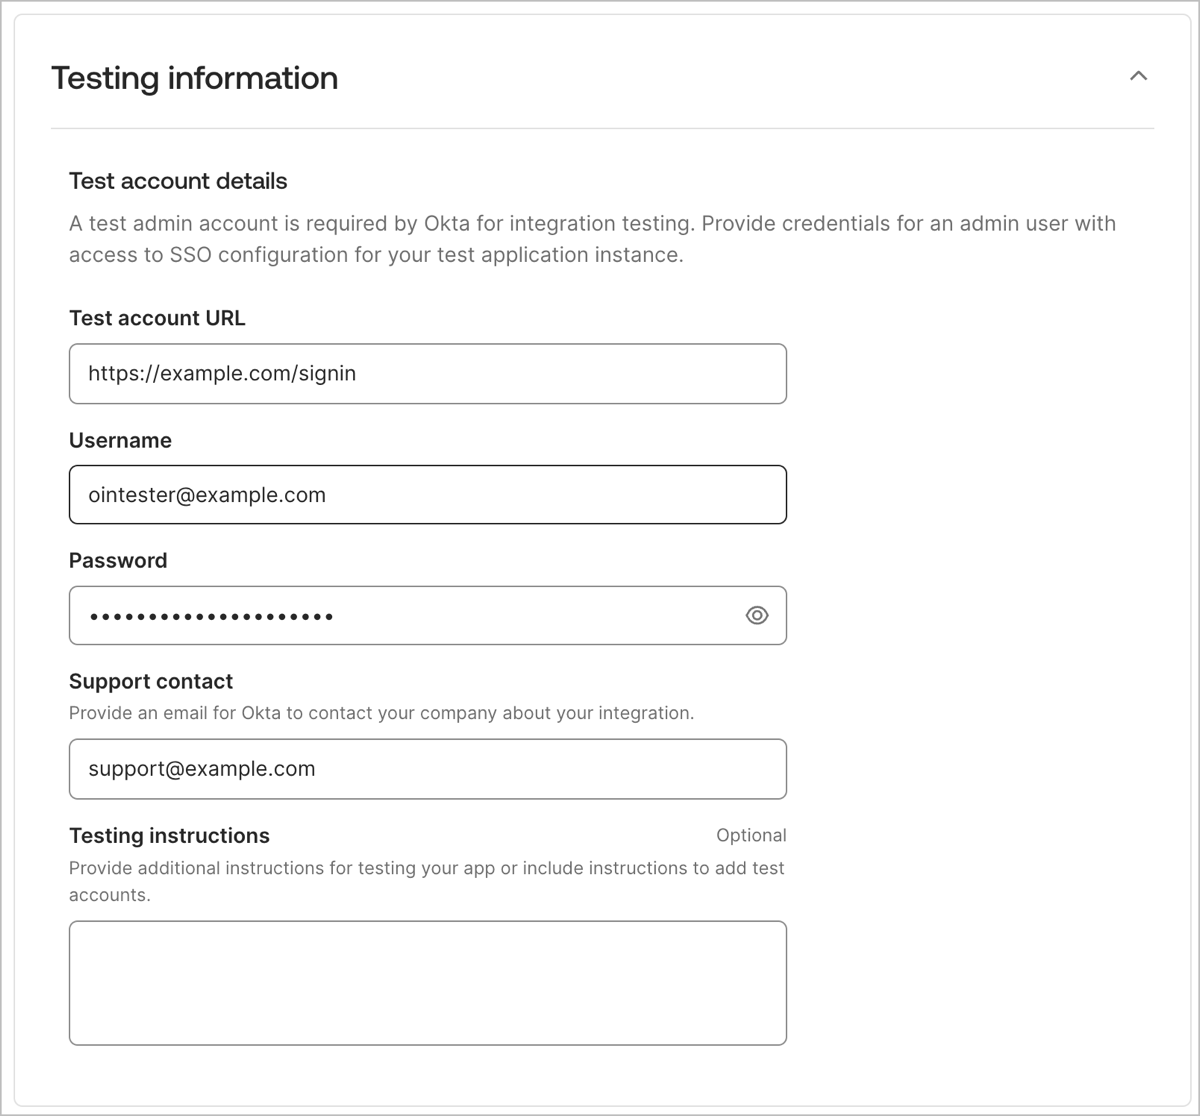 Testing information
Test account details
A test admin account is required by Okta for integration testing. Provide credentials for an admin user with
access to SSO configuration for your test application instance.
Test account URL
https://example.com/signin
Username
ointester@example.com
Password
•••••••••••••••••••••
Support contact
Provide an email for Okta to contact your company about your integration.
support@example.com
Testing instructions Optional
Provide additional instructions for testing your app or include instructions to add test
accounts.